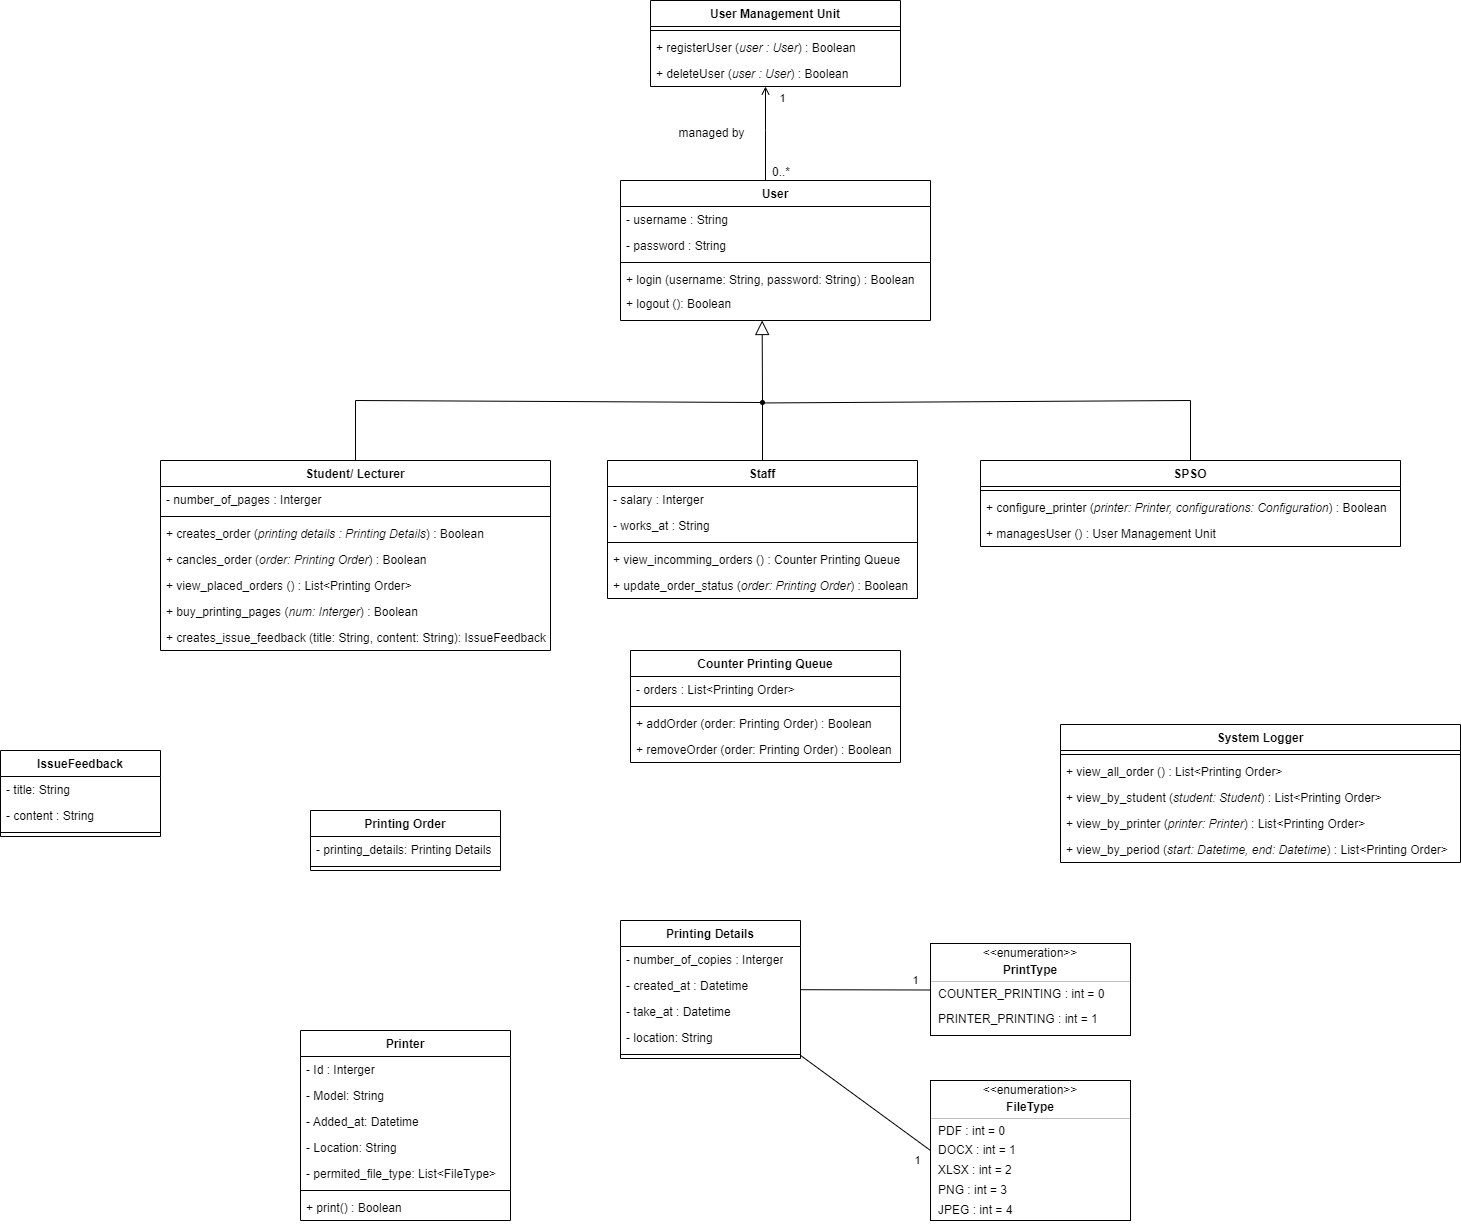 User Management Unit
+ registerUser (user : User) : Boolean
+ deleteUser (user : User) : Boolean
1
managed by
0..*
User
- username : String
- password : String
+ login (username: String, password: String) : Boolean
+ logout (): Boolean
Student/ Lecturer
- number_of_pages : Interger
+ creates_order (printing details : Printing Details) : Boolean
+ cancles_order (order: Printing Order) : Boolean
+ view_placed_orders () : List<Printing Order>
+ buy_printing_pages (num: Interger) : Boolean
+ creates_issue_feedback (title: String, content: String): IssueFeedback
Staff
- salary : Interger
- works_at : String
+ view_incomming_orders () : Counter Printing Queue
+ update_order_status (order: Printing Order) : Boolean
SPSO
+ configure_printer (printer: Printer, configurations: Configuration) : Boolean
+ managesUser () : User Management Unit
Counter Printing Queue
- orders : List<Printing Order>
+ addOrder (order: Printing Order) : Boolean
+ removeOrder (order: Printing Order) : Boolean
System Logger
+ view_all_order () : List<Printing Order>
+ view_by_student (student: Student) : List<Printing Order>
+ view_by_printer (printer: Printer) : List<Printing Order>
+ view_by_period (start: Datetime, end: Datetime) : List<Printing Order>
IssueFeedback
- title: String
- content : String
Printing Order
- printing_details: Printing Details
Printing Details
- number_of_copies : Interger
- created_at : Datetime
- take_at : Datetime
- location: String
1
<<enumeration>>
PrintType
COUNTER_PRINTING : int = 0
PRINTER_PRINTING : int = 1
Printer
- Id : Interger
- Model: String
- Added_at: Datetime
- Location: String
- permited_file_type: List<FileType>
+ print() : Boolean
1
<<enumeration>>
FileType
PDF : int = 0
DOCX : int = 1
XLSX : int = 2
PNG : int = 3
JPEG : int = 4